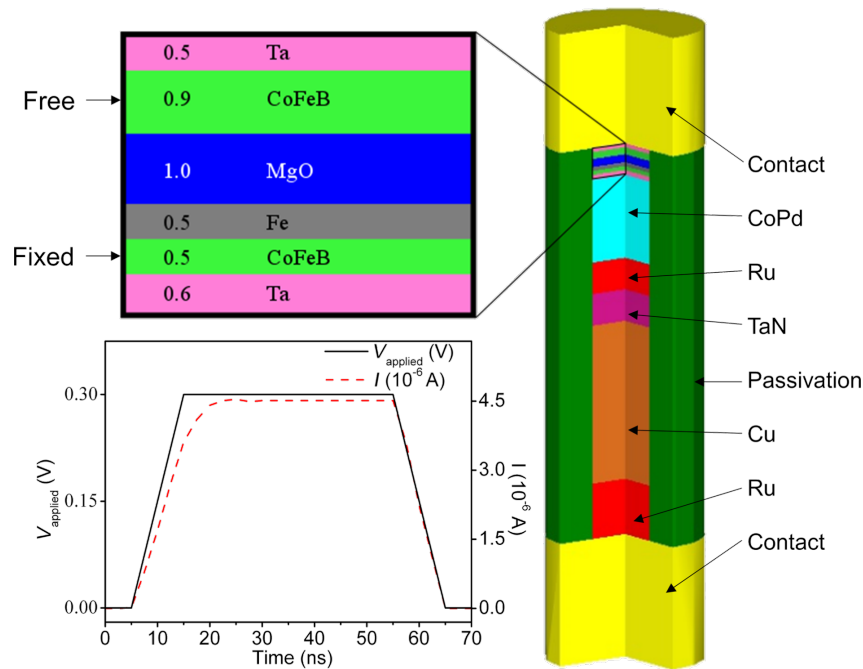 0.5 Ta
Free
0.9 CoFeB
1.0 MgO
0.5 Fe
Fixed
0.5 CoFeB
0.6 Ta
Contact
CoPd
Ru
TaN
Passivation
Cu
Ru
Contact
V applied (V)
I (10-6 A)
0.30
0.15
0.00
V applied (V)
4.5
3.0
1.5
0.0
I (10-6 A)
0 10 20 30 40 50 60 70
Time (ns)